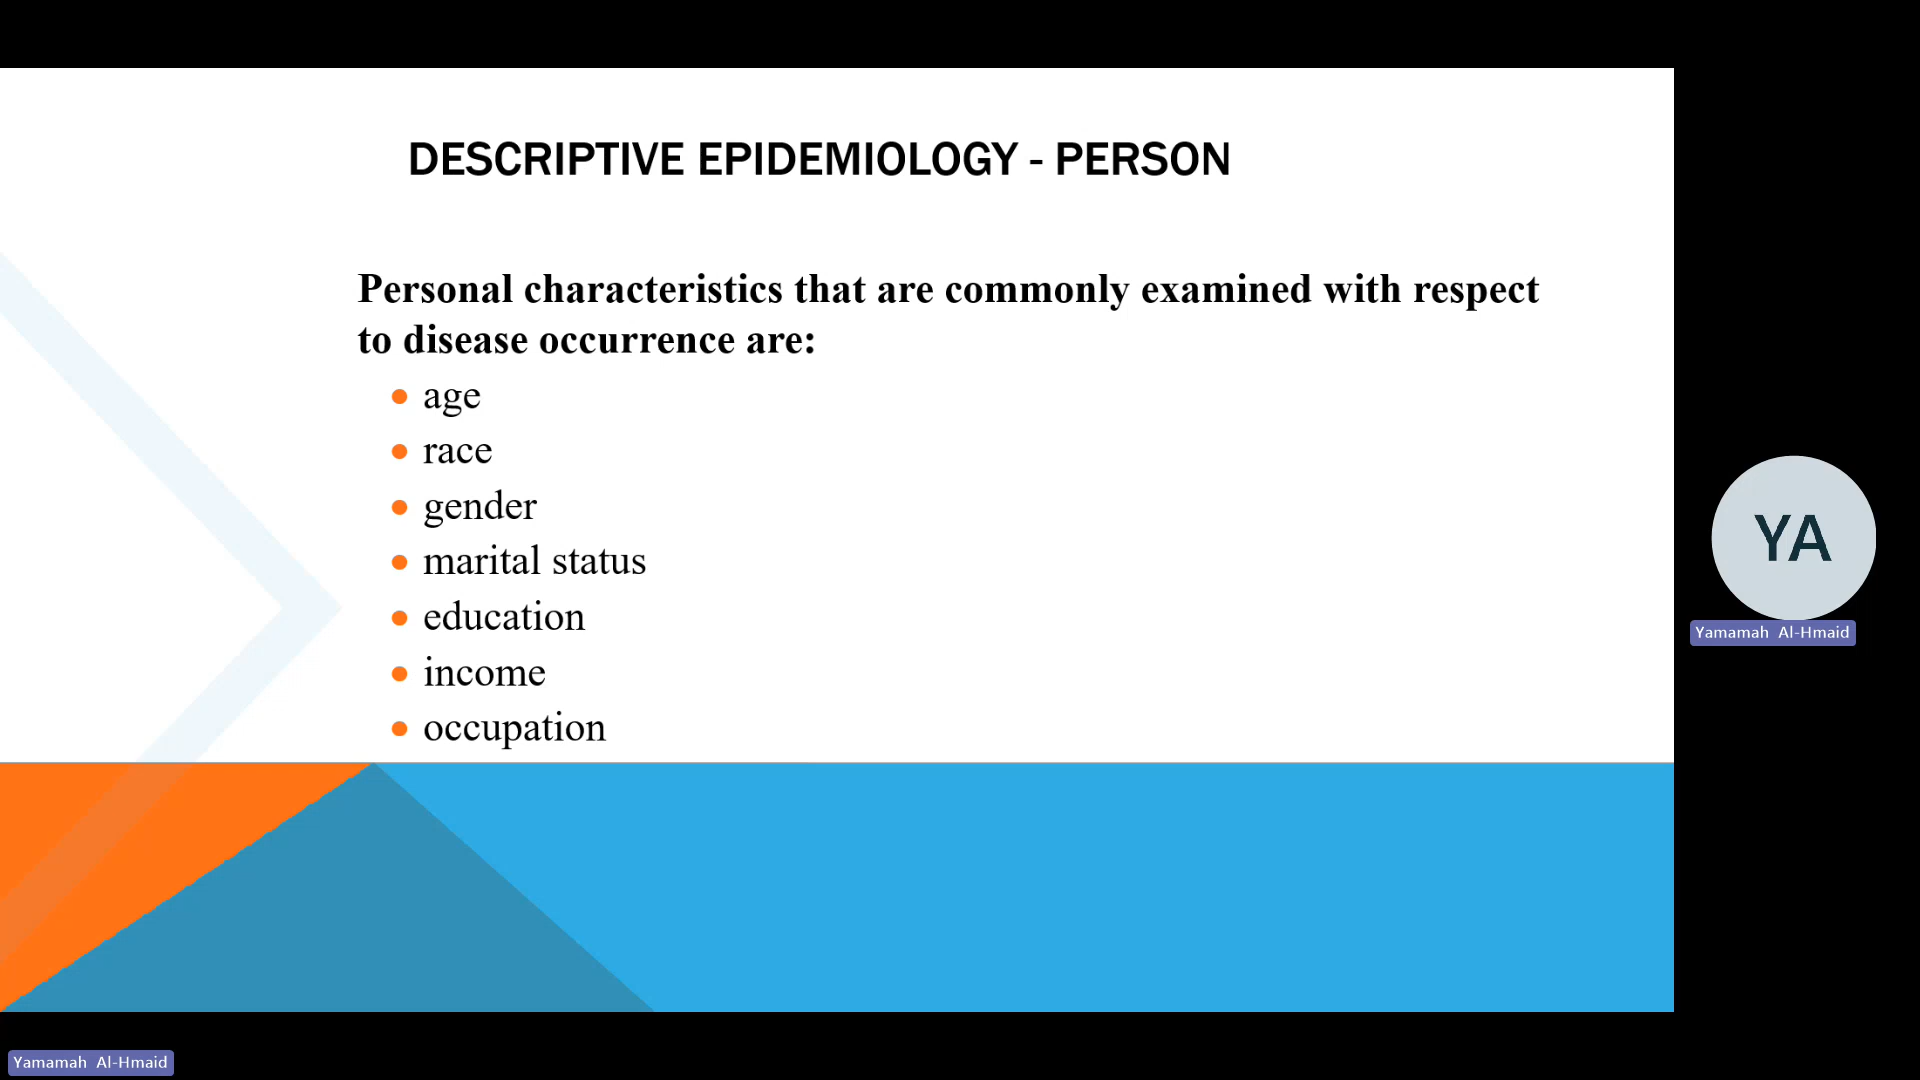 DESCRIPTIVE EPIDEMIOLOGY - PERSON
Personal characteristics that are commonly examined with respect
to disease occurrence are:
• age
• race
• gender
• marital status
• education
• income
• occupation
YA
Yamamah Al-Hmaid
Yamamah Al-Hmaid